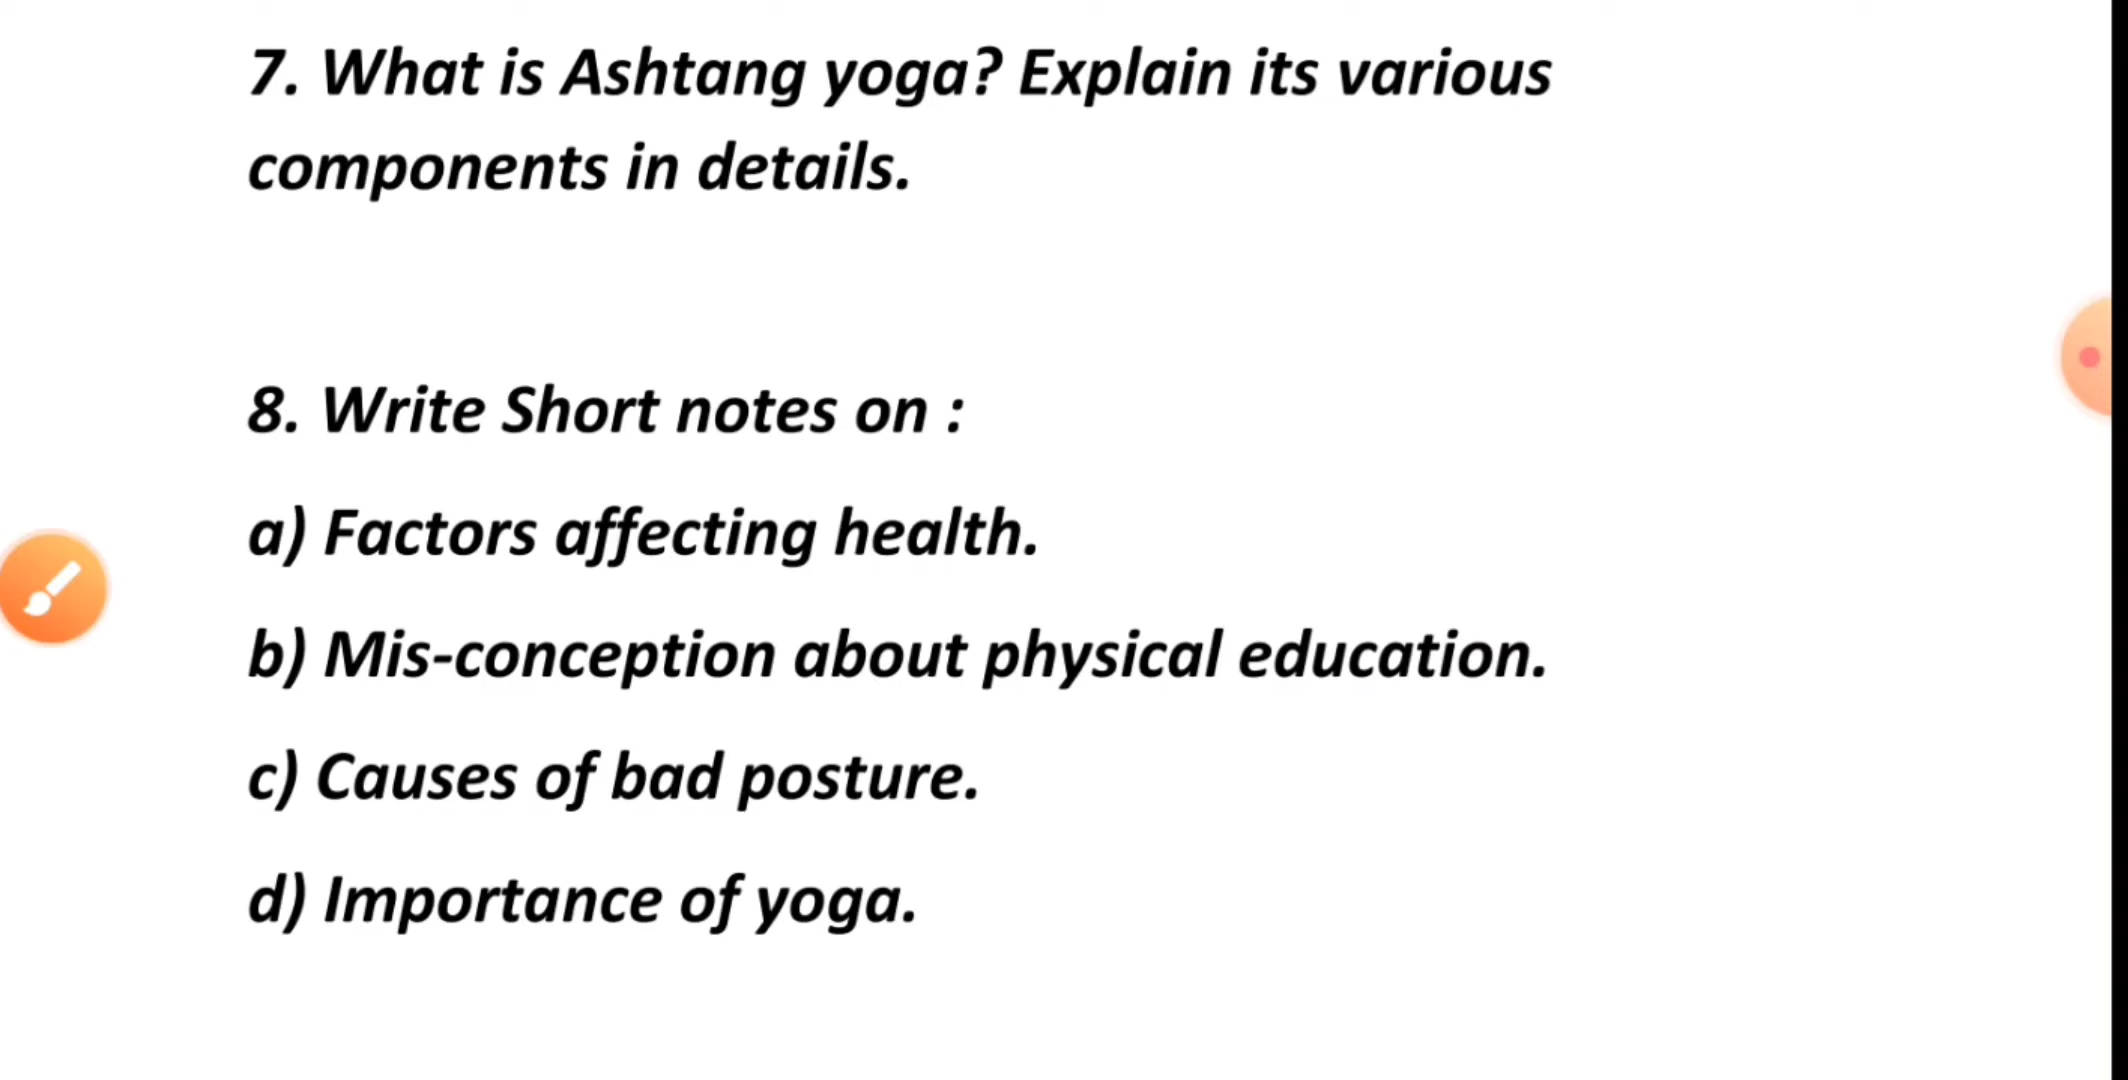 7. What is Ashtang yoga? Explain its various
components in details.
8. Write Short notes on :
a) Factors affecting health.
b) Mis-conception about physical education.
c) Causes of bad posture.
d) Importance of yoga.